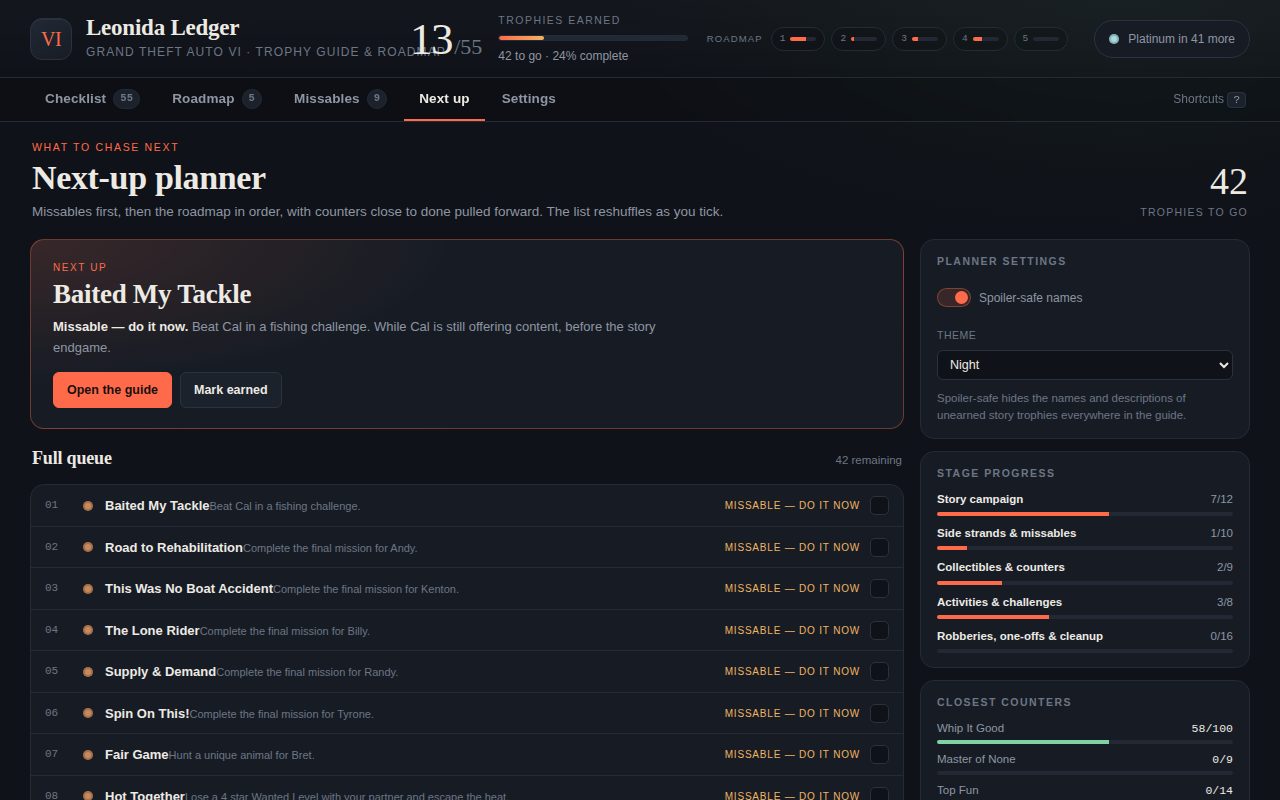 VI
Leonida Ledger
GRAND THEFT AUTO VI · TROPHY GUIDE & ROADMAP
13/55
TROPHIES EARNED
42 to go · 24% complete
ROADMAP
1
2
3
4
5
Platinum in 41 more
Checklist 55
Roadmap 5
Missables 9
Next up
Settings
Shortcuts ?
WHAT TO CHASE NEXT
Next-up planner
Missables first, then the roadmap in order, with counters close to done pulled forward. The list reshuffles as you tick.
42
TROPHIES TO GO
NEXT UP
Baited My Tackle
Missable — do it now. Beat Cal in a fishing challenge. While Cal is still offering content, before the story
endgame.
Open the guide
Mark earned
Full queue
42 remaining
01 Baited My Tackle Beat Cal in a fishing challenge. MISSABLE — DO IT NOW
02 Road to Rehabilitation Complete the final mission for Andy. MISSABLE — DO IT NOW
03 This Was No Boat Accident Complete the final mission for Kenton. MISSABLE — DO IT NOW
04 The Lone Rider Complete the final mission for Billy. MISSABLE — DO IT NOW
05 Supply & Demand Complete the final mission for Randy. MISSABLE — DO IT NOW
06 Spin On This! Complete the final mission for Tyrone. MISSABLE — DO IT NOW
07 Fair Game Hunt a unique animal for Bret. MISSABLE — DO IT NOW
08 Hot Together Lose a 4 star Wanted Level with your partner and escape the heat. MISSABLE — DO IT NOW
PLANNER SETTINGS
Spoiler-safe names
THEME
Night
Spoiler-safe hides the names and descriptions of
unearned story trophies everywhere in the guide.
STAGE PROGRESS
Story campaign 7/12
Side strands & missables 1/10
Collectibles & counters 2/9
Activities & challenges 3/8
Robberies, one-offs & cleanup 0/16
CLOSEST COUNTERS
Whip It Good 58/100
Master of None 0/9
Top Fun 0/14